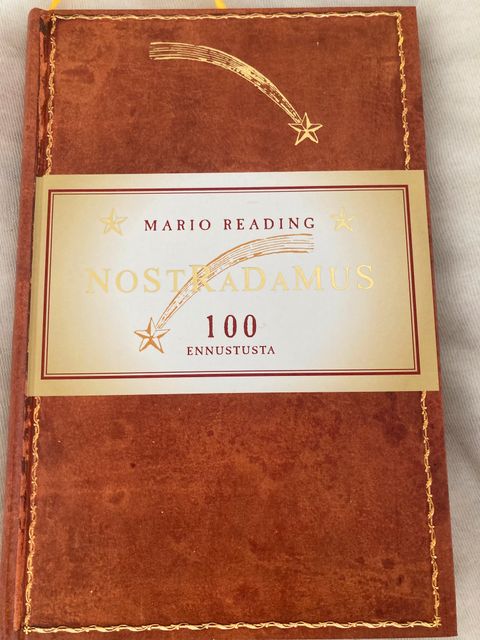 MARIO READING
NOSTRaDaMUS
100
ENNUSTUSTA